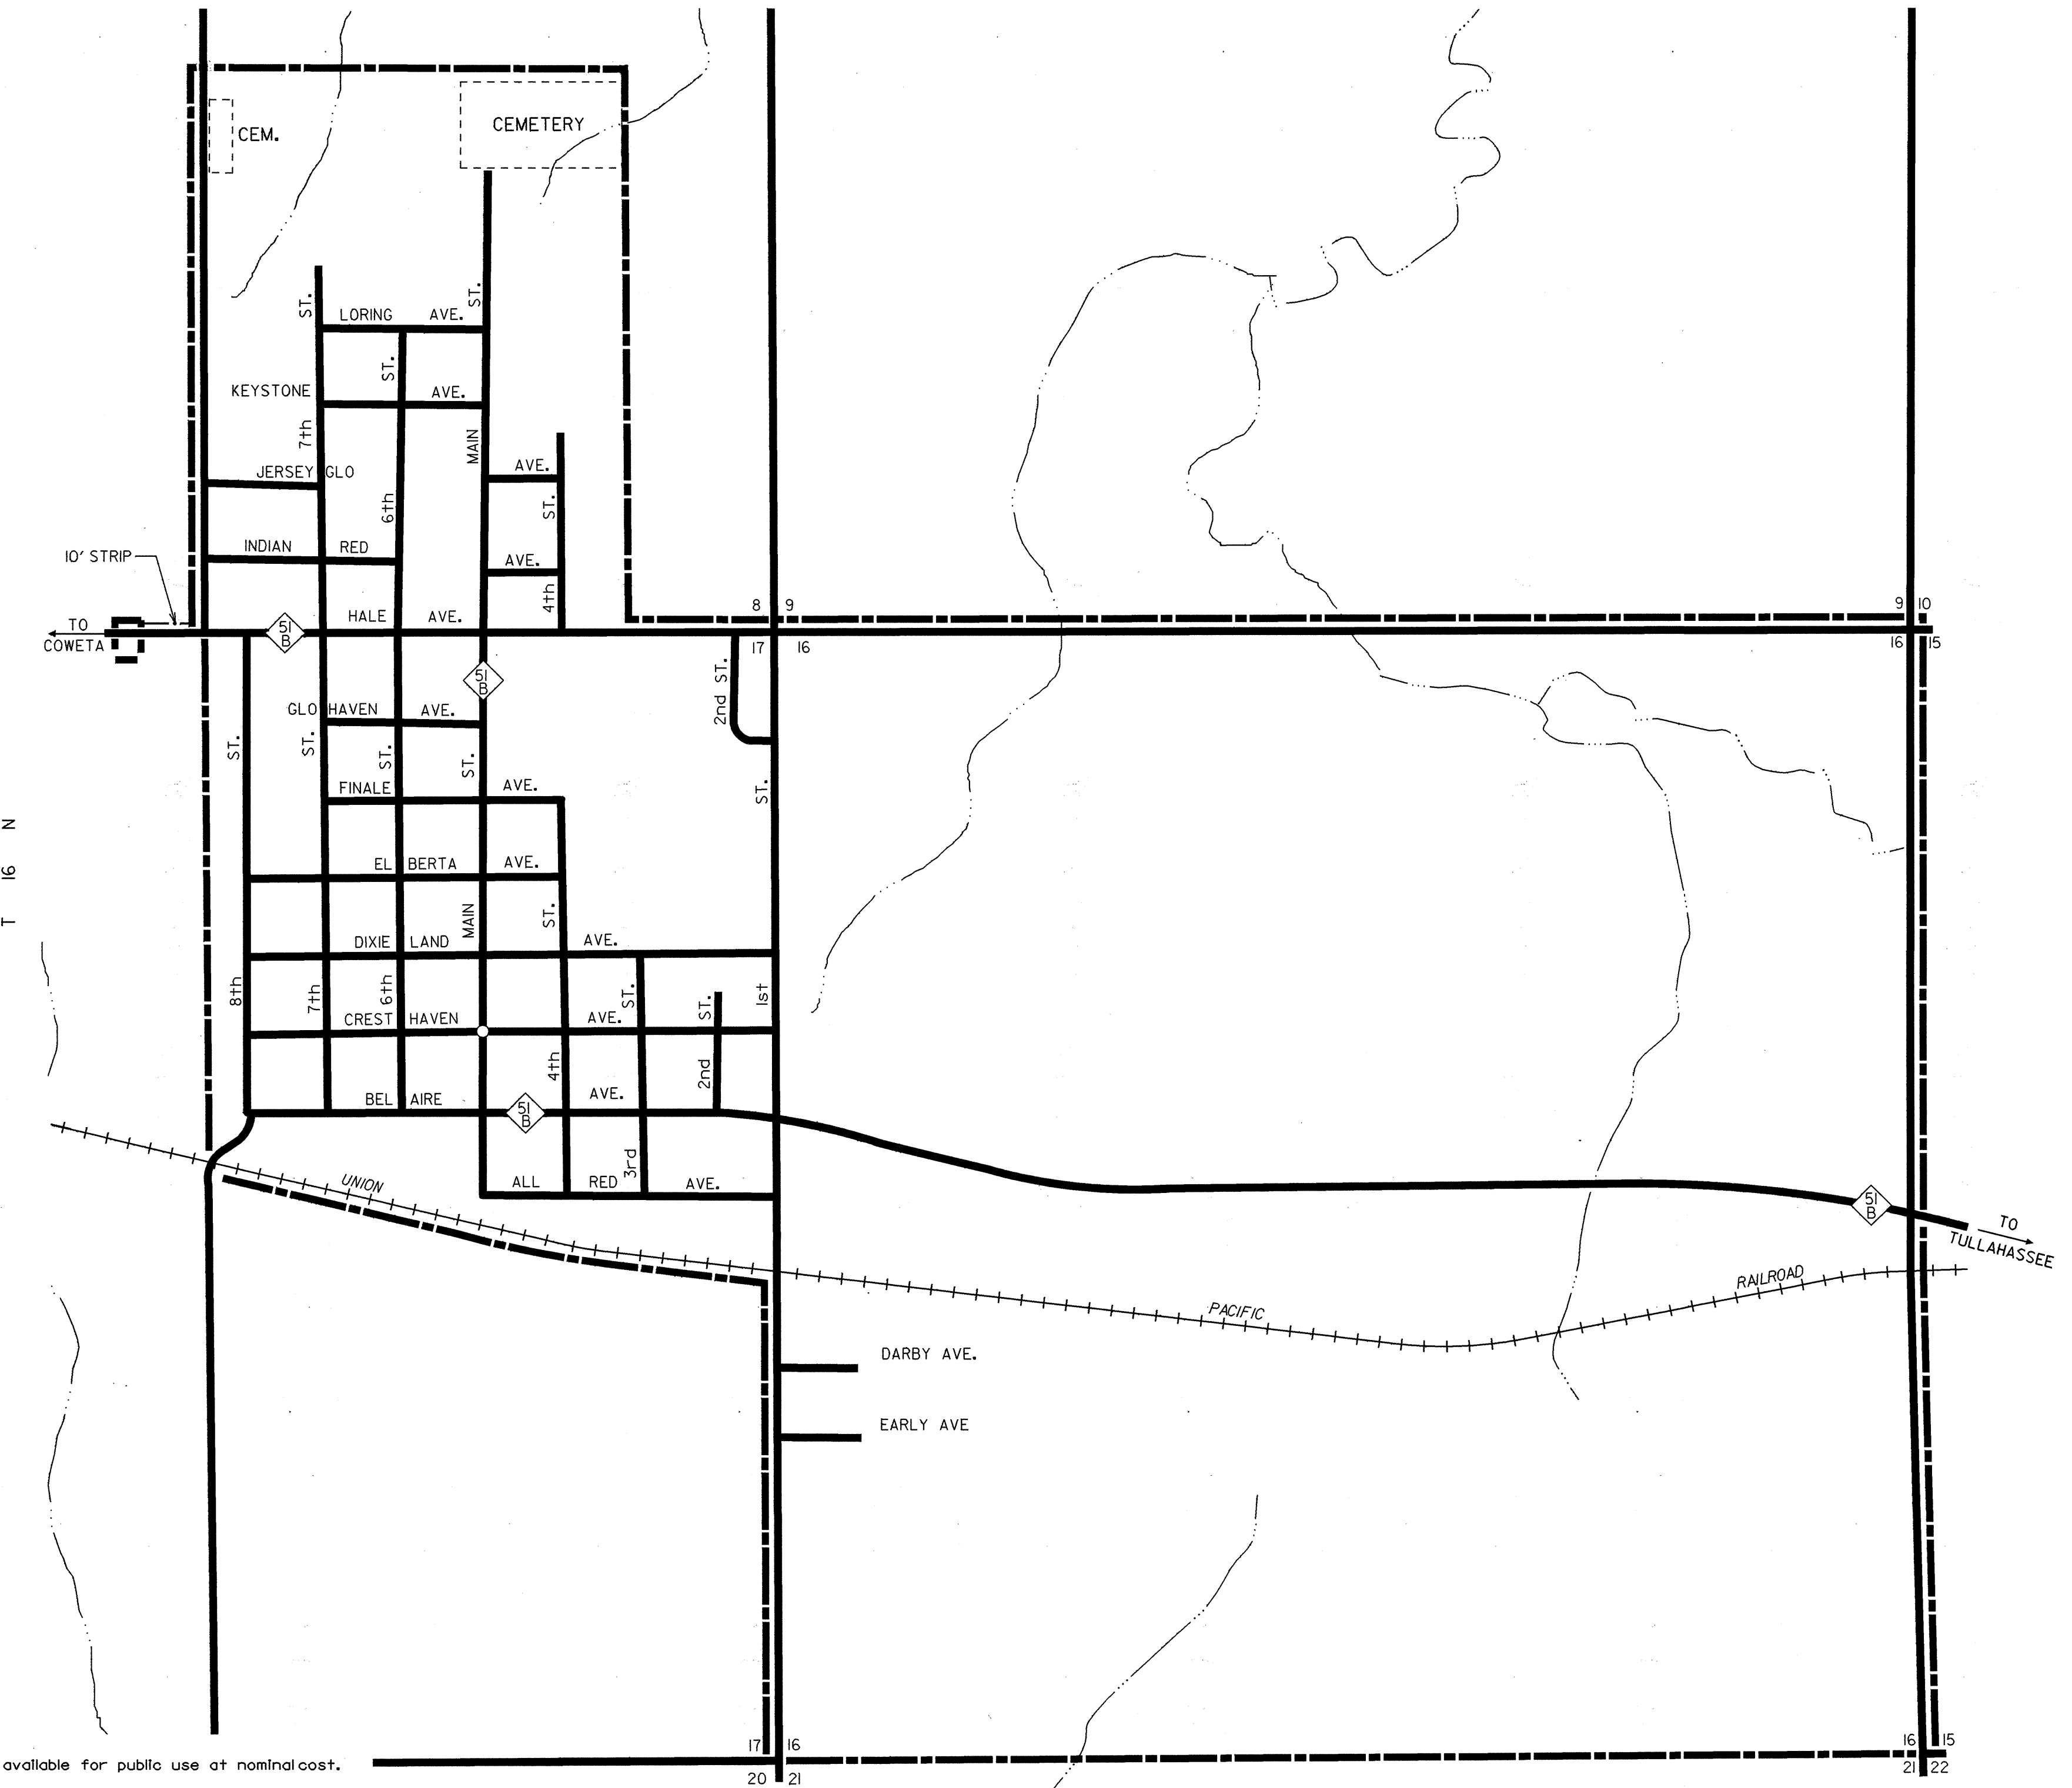 CEM.
CEMETERY
ST.
ST.
LORING AVE.
ST.
KEYSTONE AVE.
7th
MAIN
JERSEY GLO AVE.
6th
ST.
INDIAN RED AVE.
10' STRIP
4th
HALE AVE.
8 9
9 10
TO
COWETA
51
B
17 16
16 15
51
B
2nd ST.
GLO HAVEN AVE.
ST.
ST.
ST.
ST.
ST.
FINALE AVE.
T 16 N
EL BERTA AVE.
MAIN
ST.
DIXIE LAND AVE.
8th
7th
6th
ST.
ST.
1st
CREST HAVEN AVE.
4th
2nd
BEL AIRE AVE.
51
B
3rd
UNION
ALL RED AVE.
51
B
TO
TULLAHASSEE
RAILROAD
PACIFIC
DARBY AVE.
EARLY AVE
17 16
16 15
available for public use at nominal cost.
20 21
21 22